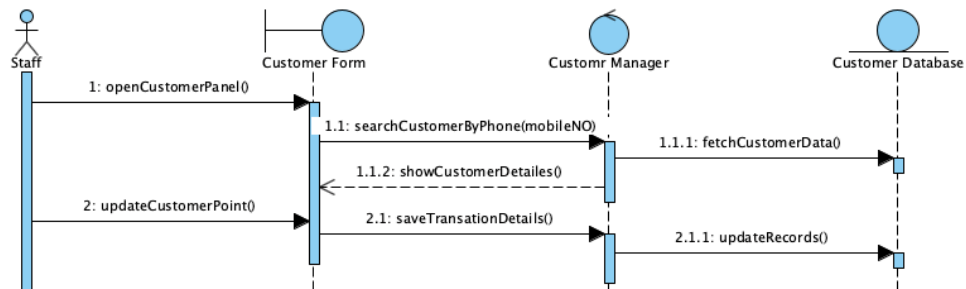 Staff
Customer Form
Customr Manager
Customer Database
1: openCustomerPanel()
1.1: searchCustomerByPhone(mobileNO)
1.1.1: fetchCustomerData()
1.1.2: showCustomerDetailes()
2: updateCustomerPoint()
2.1: saveTransationDetails()
2.1.1: updateRecords()